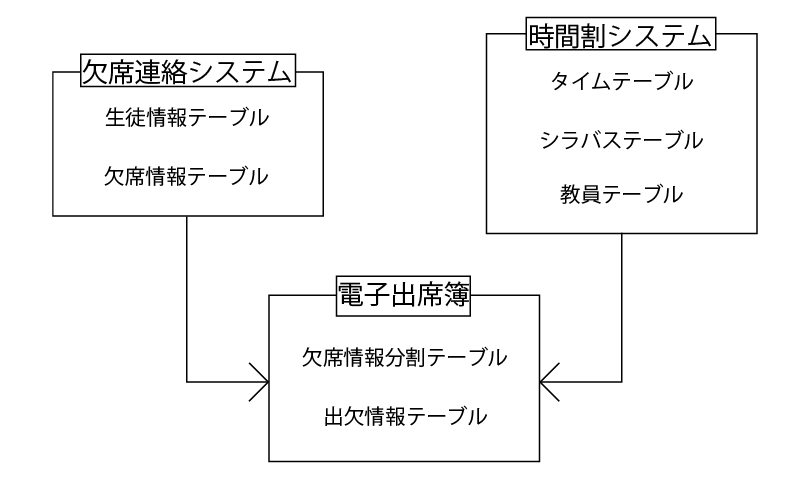 欠席連絡システム
生徒情報テーブル
欠席情報テーブル
時間割システム
タイムテーブル
シラバステーブル
教員テーブル
電子出席簿
欠席情報分割テーブル
出欠情報テーブル